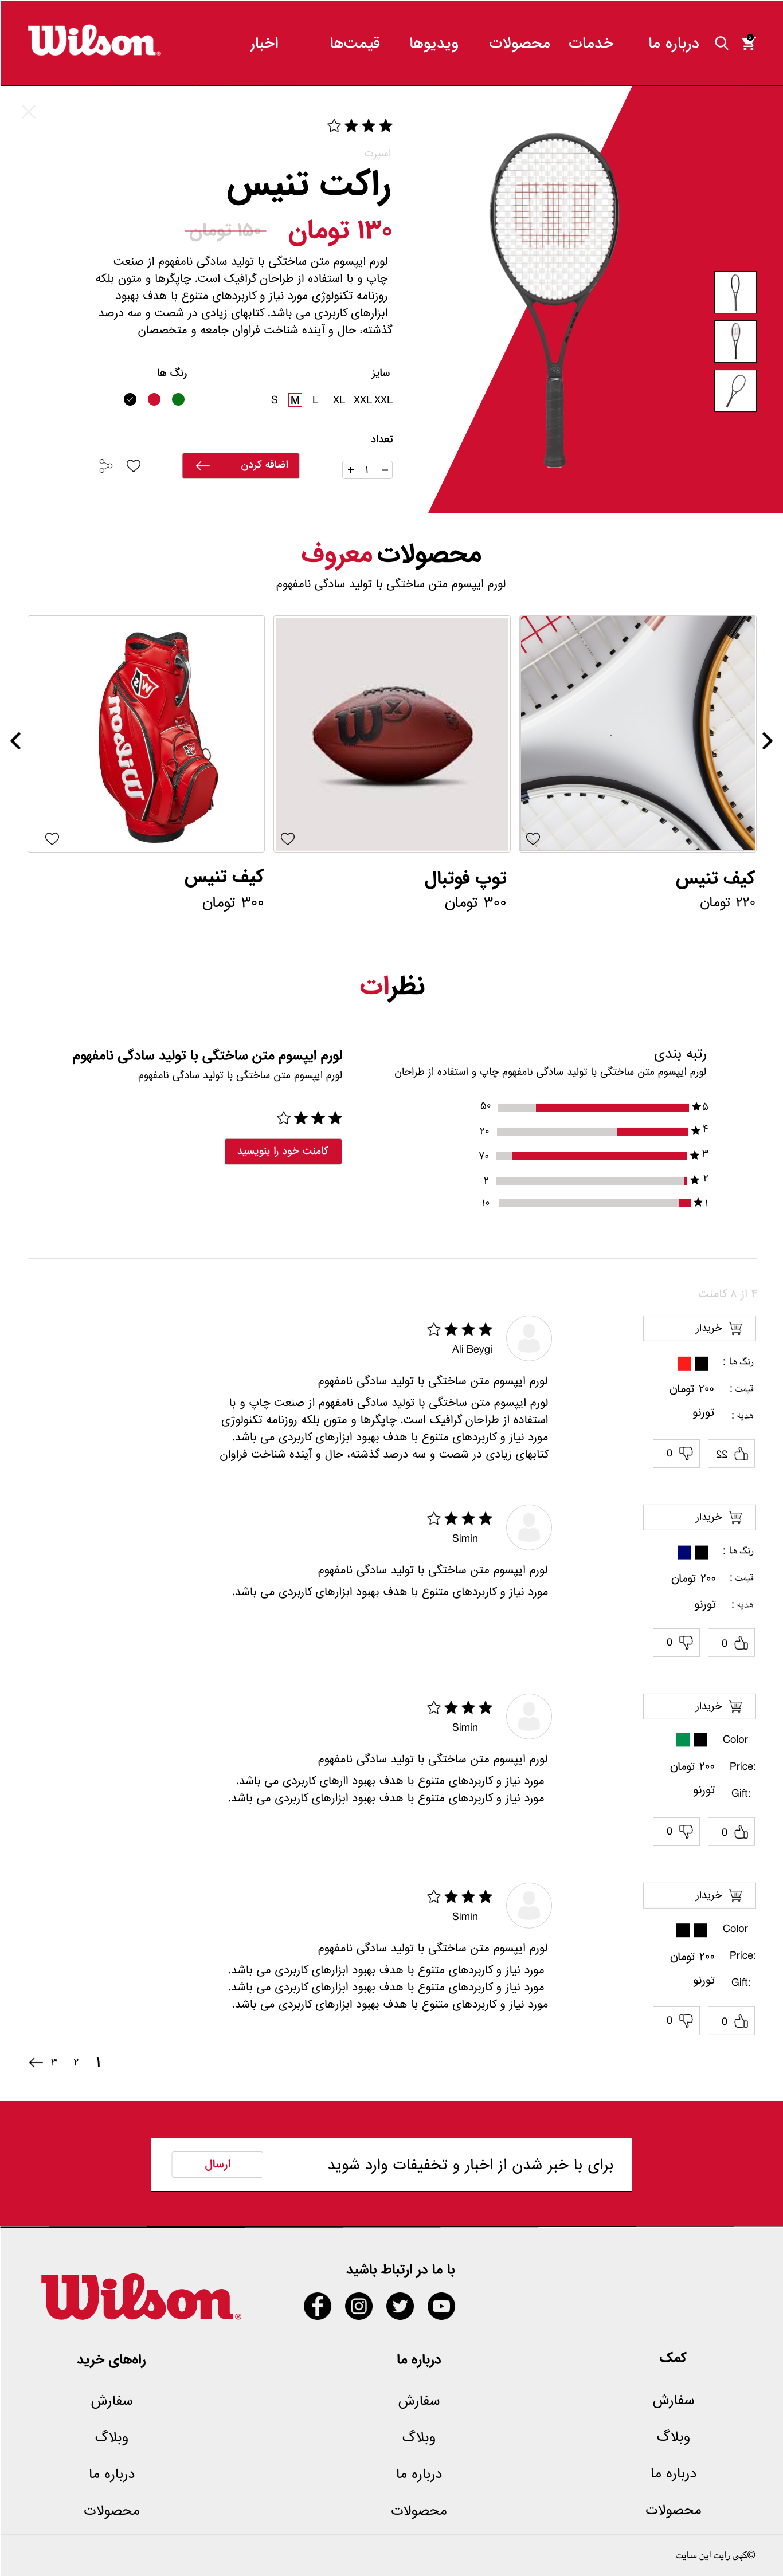 درباره ما خدمات محصولات ویدیوها قیمت‌ها اخبار Wilson
0
اسپرت
راکت تنیس
۱۳۰ تومان ۱۵۰ تومان
لورم ایپسوم متن ساختگی با تولید سادگی نامفهوم از صنعت
چاپ و با استفاده از طراحان گرافیک است. چاپگرها و متون بلکه
روزنامه تکنولوژی مورد نیاز و کاربردهای متنوع با هدف بهبود
ابزارهای کاربردی می باشد. کتابهای زیادی در شصت و سه درصد
گذشته، حال و آینده شناخت فراوان جامعه و متخصصان
سایز رنگ ها
S M L XL XXL XXL
تعداد
+ ۱ −
اضافه کردن
محصولات معروف
لورم ایپسوم متن ساختگی با تولید سادگی نامفهوم
کیف تنیس
۲۲۰ تومان
توپ فوتبال
۳۰۰ تومان
کیف تنیس
۳۰۰ تومان
نظرات
رتبه بندی
لورم ایپسوم متن ساختگی با تولید سادگی نامفهوم چاپ و استفاده از طراحان
۵ ۵۰
۴ ۲۰
۳ ۷۰
۲ ۲
۱ ۱۰
لورم ایپسوم متن ساختگی با تولید سادگی نامفهوم
لورم ایپسوم متن ساختگی با تولید سادگی نامفهوم
کامنت خود را بنویسید
۴ از ۸ کامنت
خریدار
رنگ ها :
قیمت : ۲۰۰ تومان
هدیه : تورنو
22 0
Ali Beygi
لورم ایپسوم متن ساختگی با تولید سادگی نامفهوم
لورم ایپسوم متن ساختگی با تولید سادگی نامفهوم از صنعت چاپ و با
استفاده از طراحان گرافیک است. چاپگرها و متون بلکه روزنامه تکنولوژی
مورد نیاز و کاربردهای متنوع با هدف بهبود ابزارهای کاربردی می باشد.
کتابهای زیادی در شصت و سه درصد گذشته، حال و آینده شناخت فراوان
خریدار
رنگ ها :
قیمت : ۲۰۰ تومان
هدیه : تورنو
0 0
Simin
لورم ایپسوم متن ساختگی با تولید سادگی نامفهوم
مورد نیاز و کاربردهای متنوع با هدف بهبود ابزارهای کاربردی می باشد.
خریدار
Color
Price: ۲۰۰ تومان
Gift: تورنو
0 0
Simin
لورم ایپسوم متن ساختگی با تولید سادگی نامفهوم
مورد نیاز و کاربردهای متنوع با هدف بهبود اارهای کاربردی می باشد.
مورد نیاز و کاربردهای متنوع با هدف بهبود ابزارهای کاربردی می باشد.
خریدار
Color
Price: ۲۰۰ تومان
Gift: تورنو
0 0
Simin
لورم ایپسوم متن ساختگی با تولید سادگی نامفهوم
مورد نیاز و کاربردهای متنوع با هدف بهبود ابزارهای کاربردی می باشد.
مورد نیاز و کاربردهای متنوع با هدف بهبود ابزارهای کاربردی می باشد.
مورد نیاز و کاربردهای متنوع با هدف بهبود ابزارهای کاربردی می باشد.
۱ ۲ ۳
برای با خبر شدن از اخبار و تخفیفات وارد شوید ارسال
با ما در ارتباط باشید
Wilson
کمک
سفارش
وبلاگ
درباره ما
محصولات
درباره ما
سفارش
وبلاگ
درباره ما
محصولات
راه‌های خرید
سفارش
وبلاگ
درباره ما
محصولات
©کپی رایت این سایت